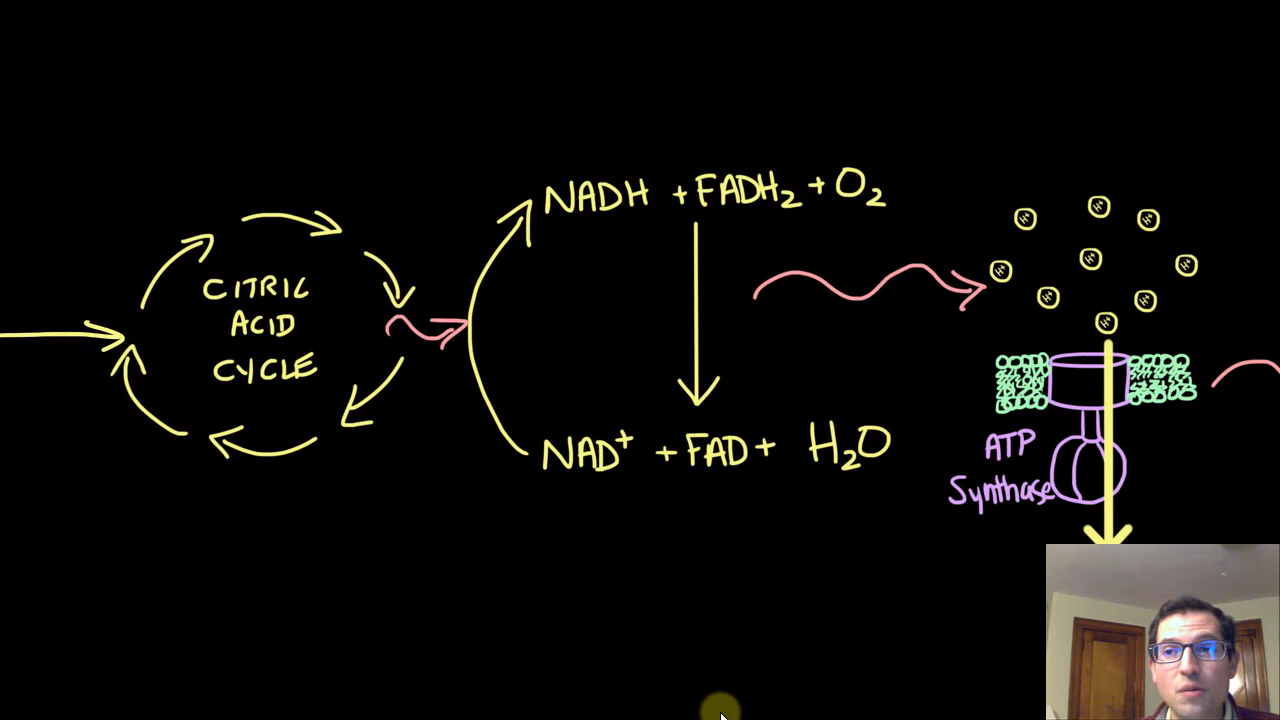 CITRIC
ACID
CYCLE
NADH + FADH₂ + O₂
NAD⁺ + FAD + H₂O
H⁺
H⁺
H⁺
H⁺
H⁺
H⁺
H⁺
H⁺
H⁺
ATP
Synthase